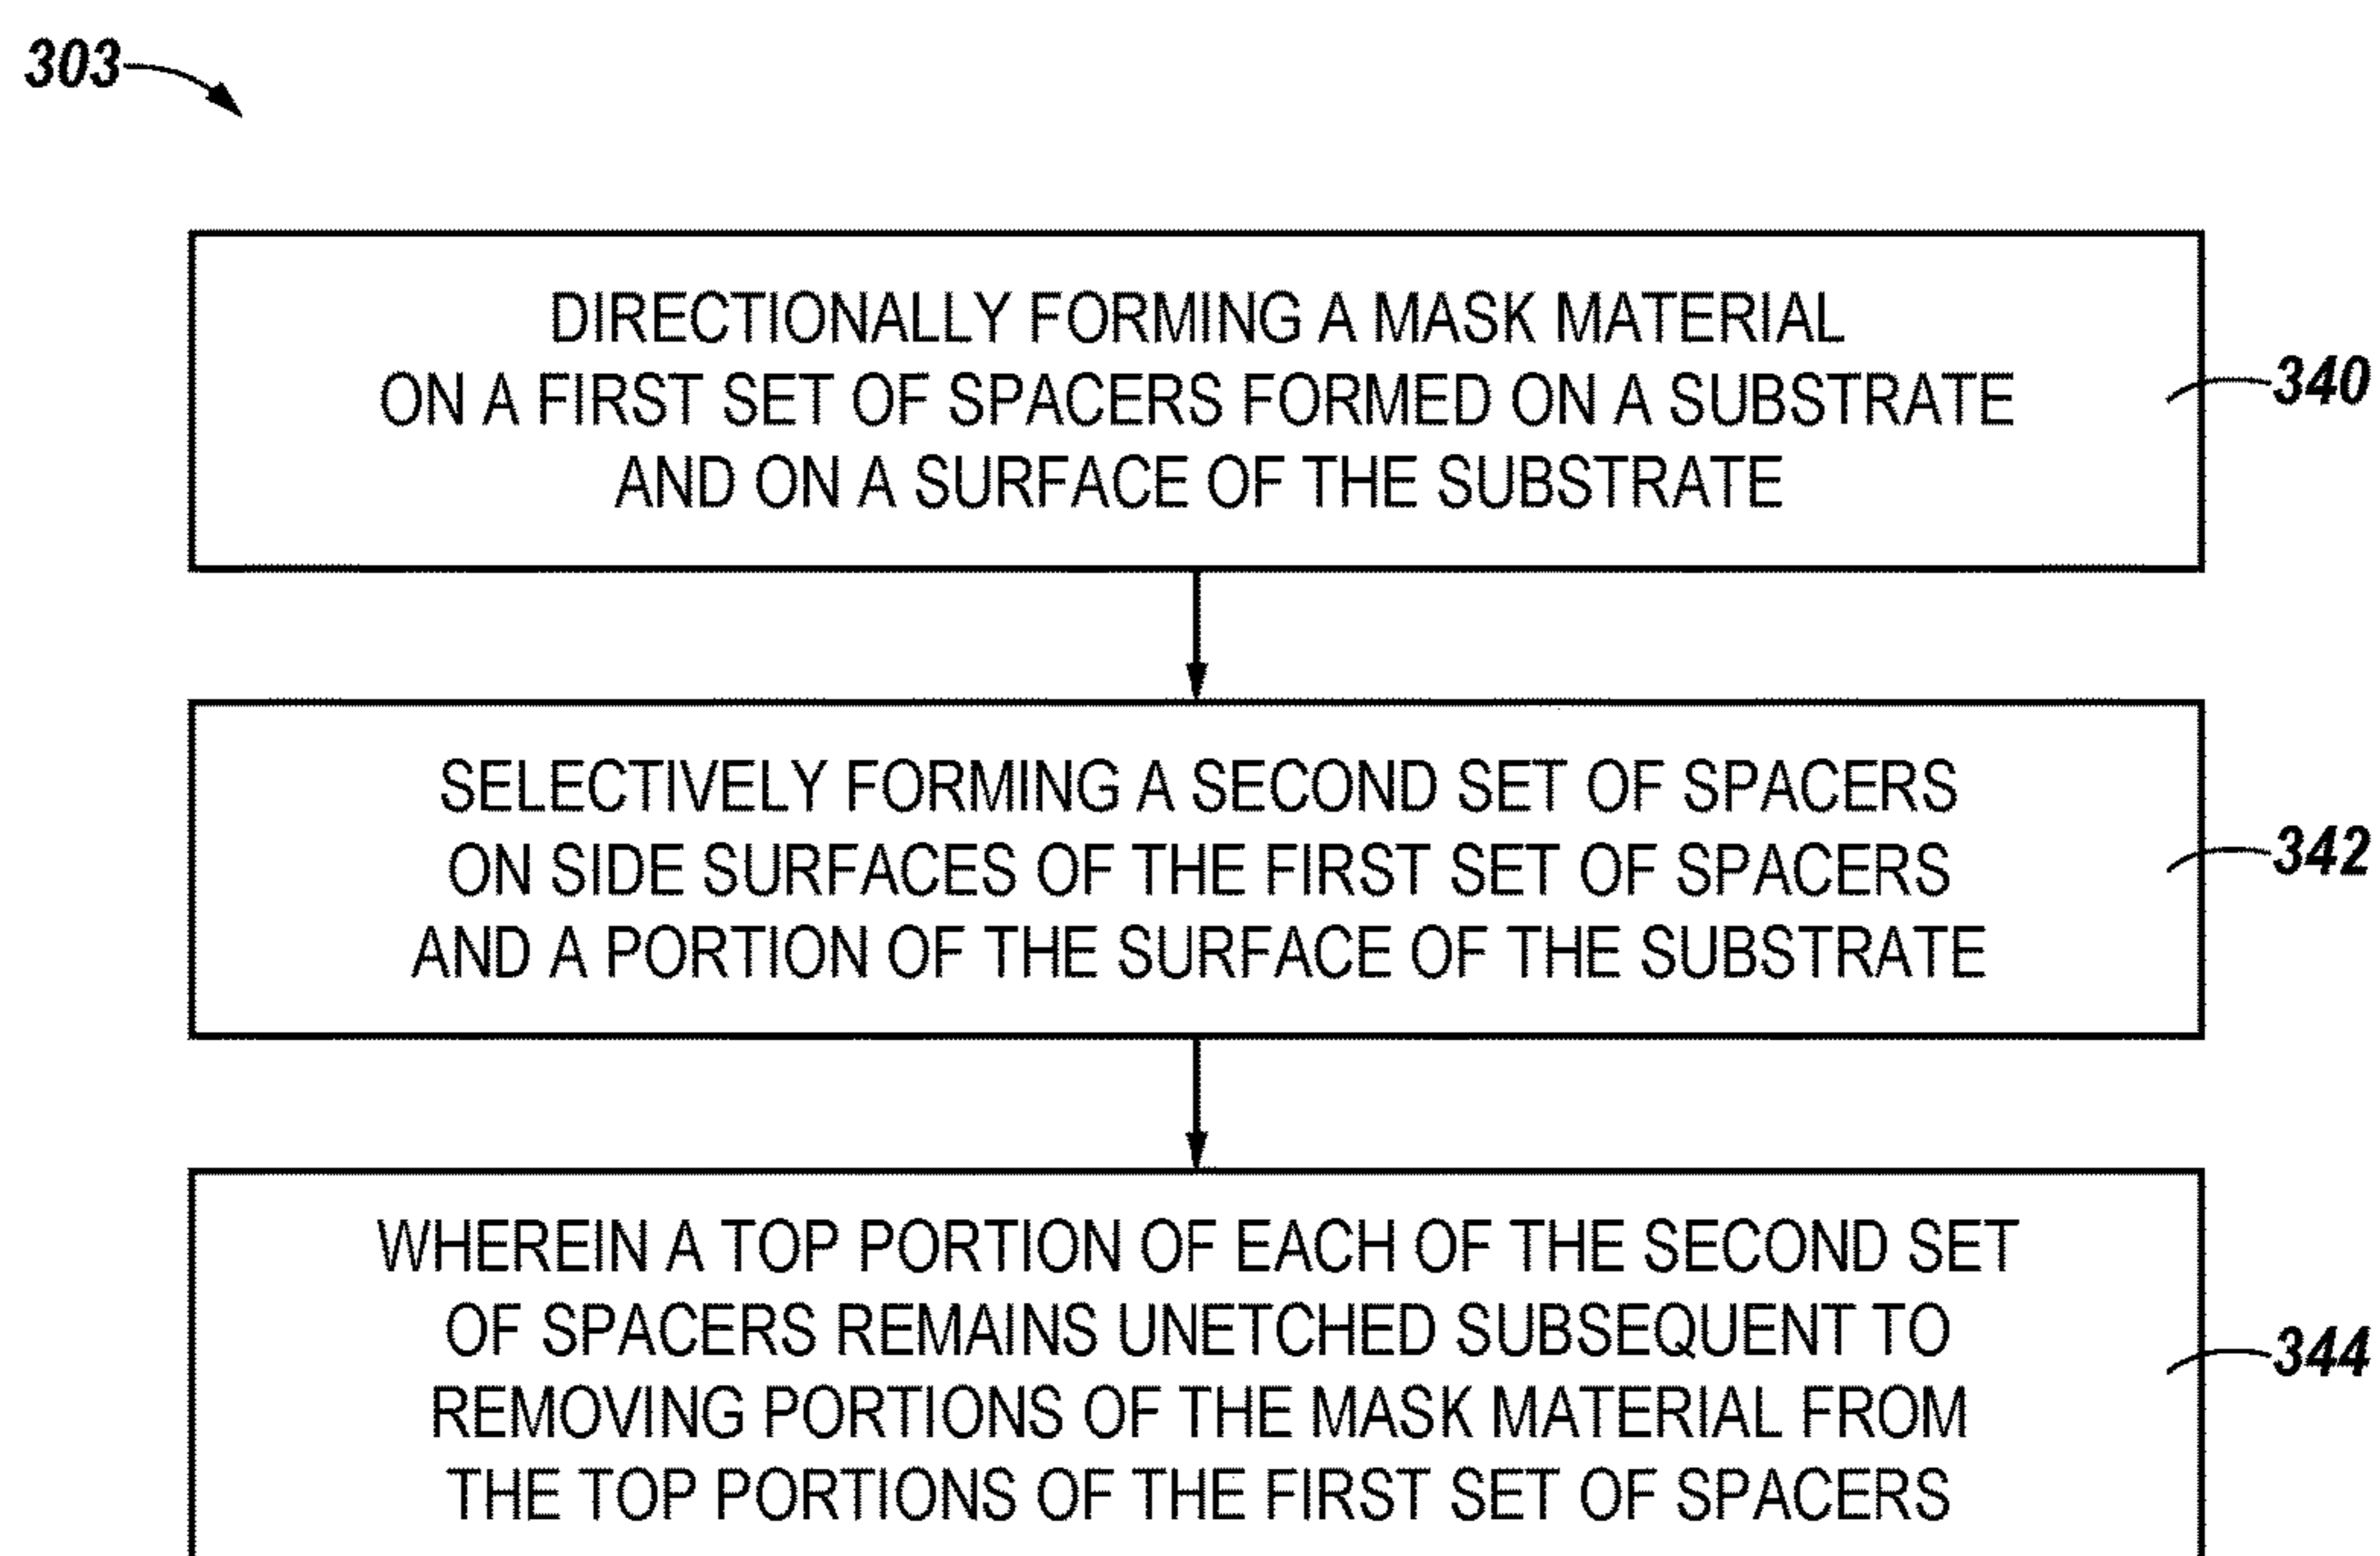 303
DIRECTIONALLY FORMING A MASK MATERIAL
ON A FIRST SET OF SPACERS FORMED ON A SUBSTRATE
AND ON A SURFACE OF THE SUBSTRATE
340
SELECTIVELY FORMING A SECOND SET OF SPACERS
ON SIDE SURFACES OF THE FIRST SET OF SPACERS
AND A PORTION OF THE SURFACE OF THE SUBSTRATE
342
WHEREIN A TOP PORTION OF EACH OF THE SECOND SET
OF SPACERS REMAINS UNETCHED SUBSEQUENT TO
REMOVING PORTIONS OF THE MASK MATERIAL FROM
THE TOP PORTIONS OF THE FIRST SET OF SPACERS
344